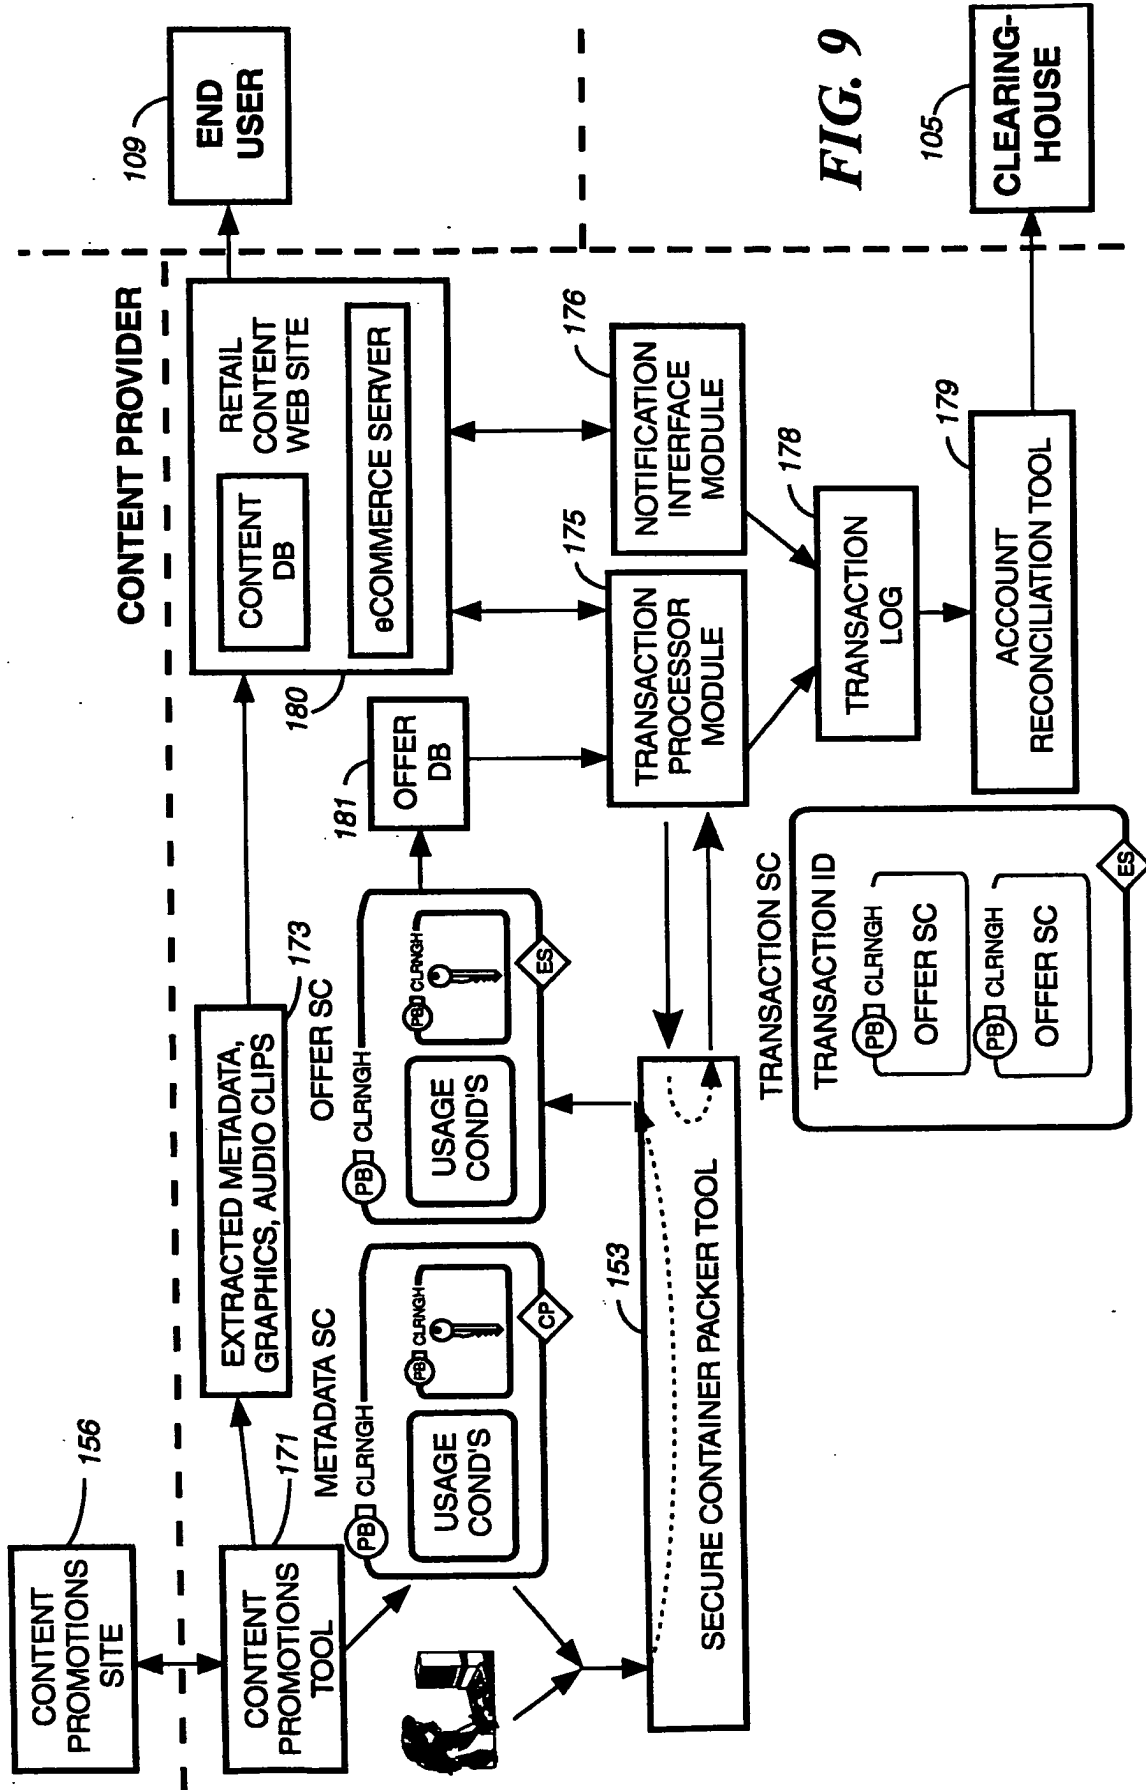 CONTENT
PROMOTIONS
SITE
156
CONTENT PROVIDER
109
END
USER
CONTENT
PROMOTIONS
TOOL
171
EXTRACTED METADATA,
GRAPHICS, AUDIO CLIPS
173
180
RETAIL
CONTENT
WEB SITE
CONTENT
DB
eCOMMERCE SERVER
METADATA SC
PB CLRNGH
USAGE
COND'S
PB CLRNGH
CP
OFFER SC
PB CLRNGH
USAGE
COND'S
PB CLRNGH
ES
181
OFFER
DB
153
SECURE CONTAINER PACKER TOOL
175
TRANSACTION
PROCESSOR
MODULE
176
NOTIFICATION
INTERFACE
MODULE
178
TRANSACTION
LOG
TRANSACTION SC
TRANSACTION ID
PB CLRNGH
OFFER SC
PB CLRNGH
OFFER SC
ES
179
ACCOUNT
RECONCILIATION TOOL
105
CLEARING-
HOUSE
FIG. 9